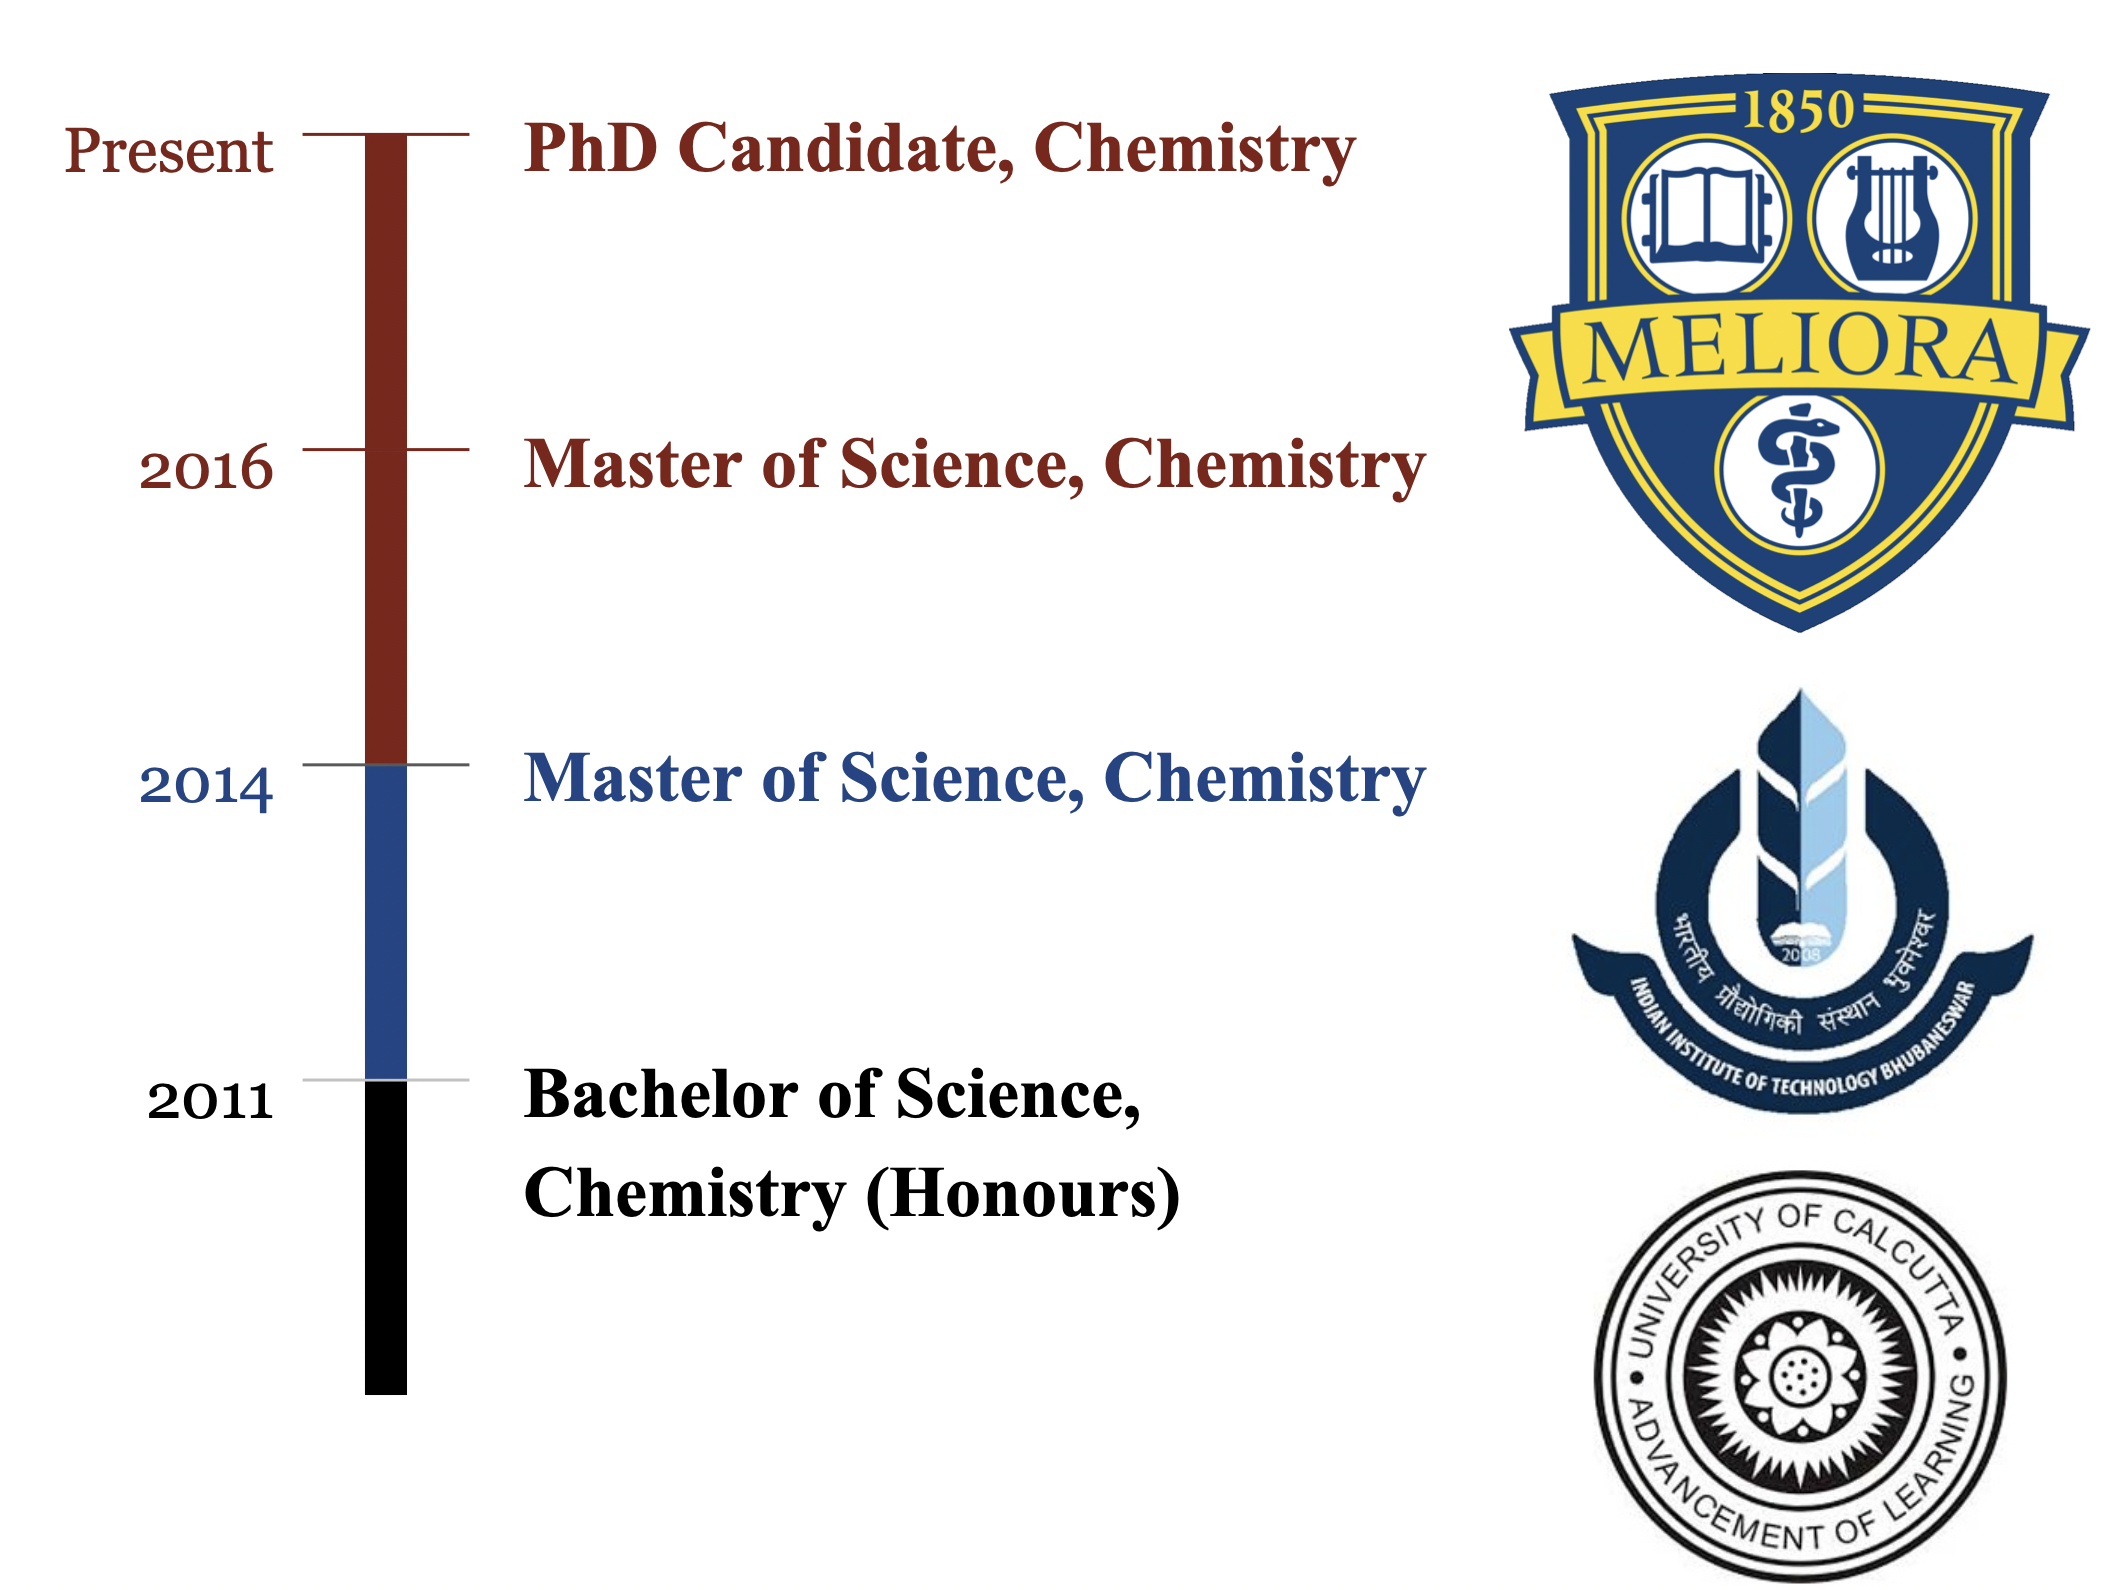 Present
PhD Candidate, Chemistry
2016
Master of Science, Chemistry
2014
Master of Science, Chemistry
2011
Bachelor of Science,
Chemistry (Honours)
1850
MELIORA
2008
भारतीय प्रौद्योगिकी संस्थान भुवनेश्वर
INDIAN INSTITUTE OF TECHNOLOGY BHUBANESWAR
• UNIVERSITY OF CALCUTTA •
ADVANCEMENT OF LEARNING